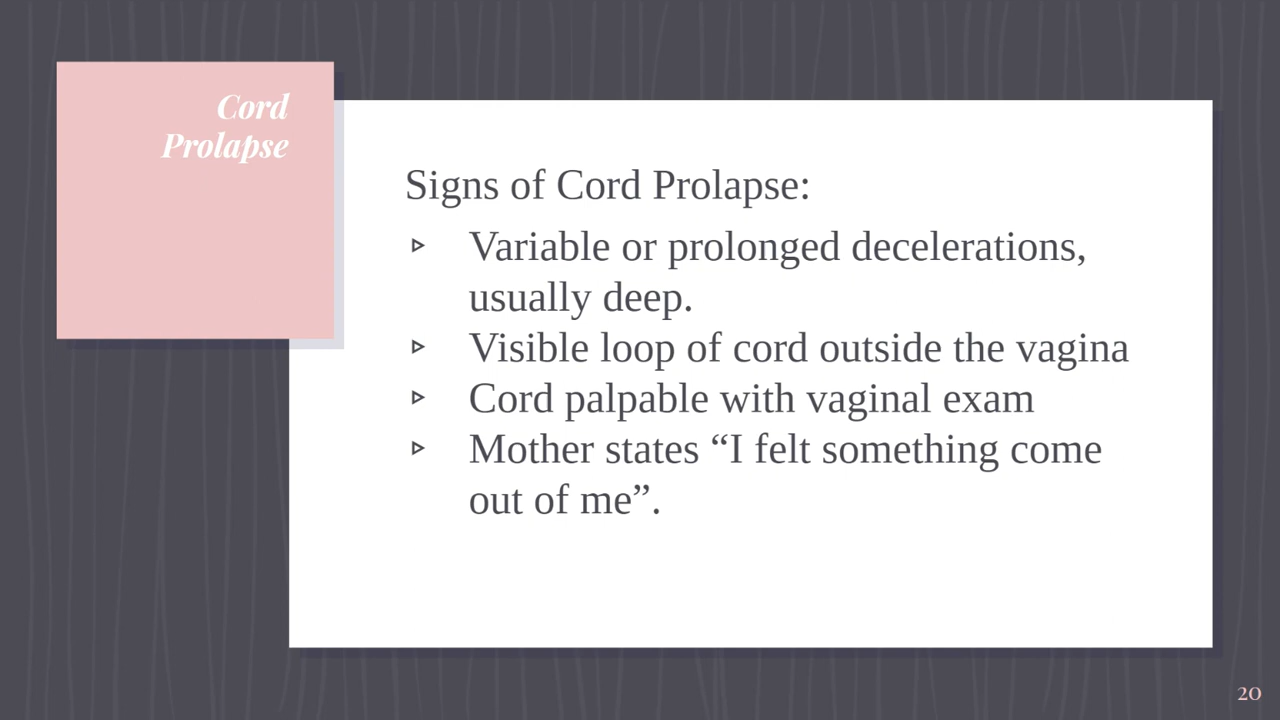 Cord
Prolapse
Signs of Cord Prolapse:
▹ Variable or prolonged decelerations,
usually deep.
▹ Visible loop of cord outside the vagina
▹ Cord palpable with vaginal exam
▹ Mother states “I felt something come
out of me”.
20